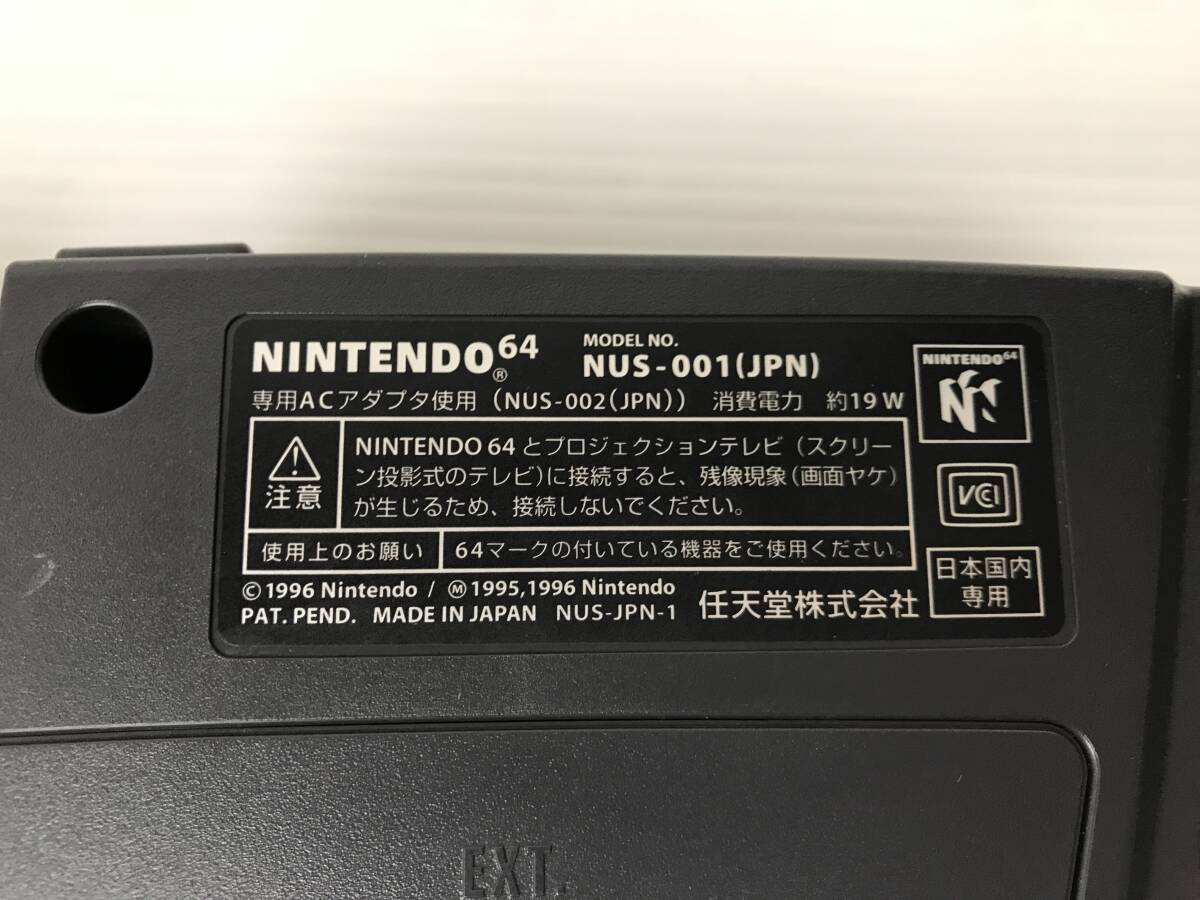 NINTENDO64®
MODEL NO.
NUS-001(JPN)
専用ACアダプタ使用(NUS-002(JPN)) 消費電力 約19W
注意
NINTENDO 64とプロジェクションテレビ(スクリー
ン投影式のテレビ)に接続すると、残像現象(画面ヤケ)
が生じるため、接続しないでください。
使用上のお願い
64マークの付いている機器をご使用ください。
©1996 Nintendo / Ⓜ1995,1996 Nintendo
PAT. PEND. MADE IN JAPAN NUS-JPN-1
任天堂株式会社
NINTENDO64
N
VCI
日本国内
専用
EXT.